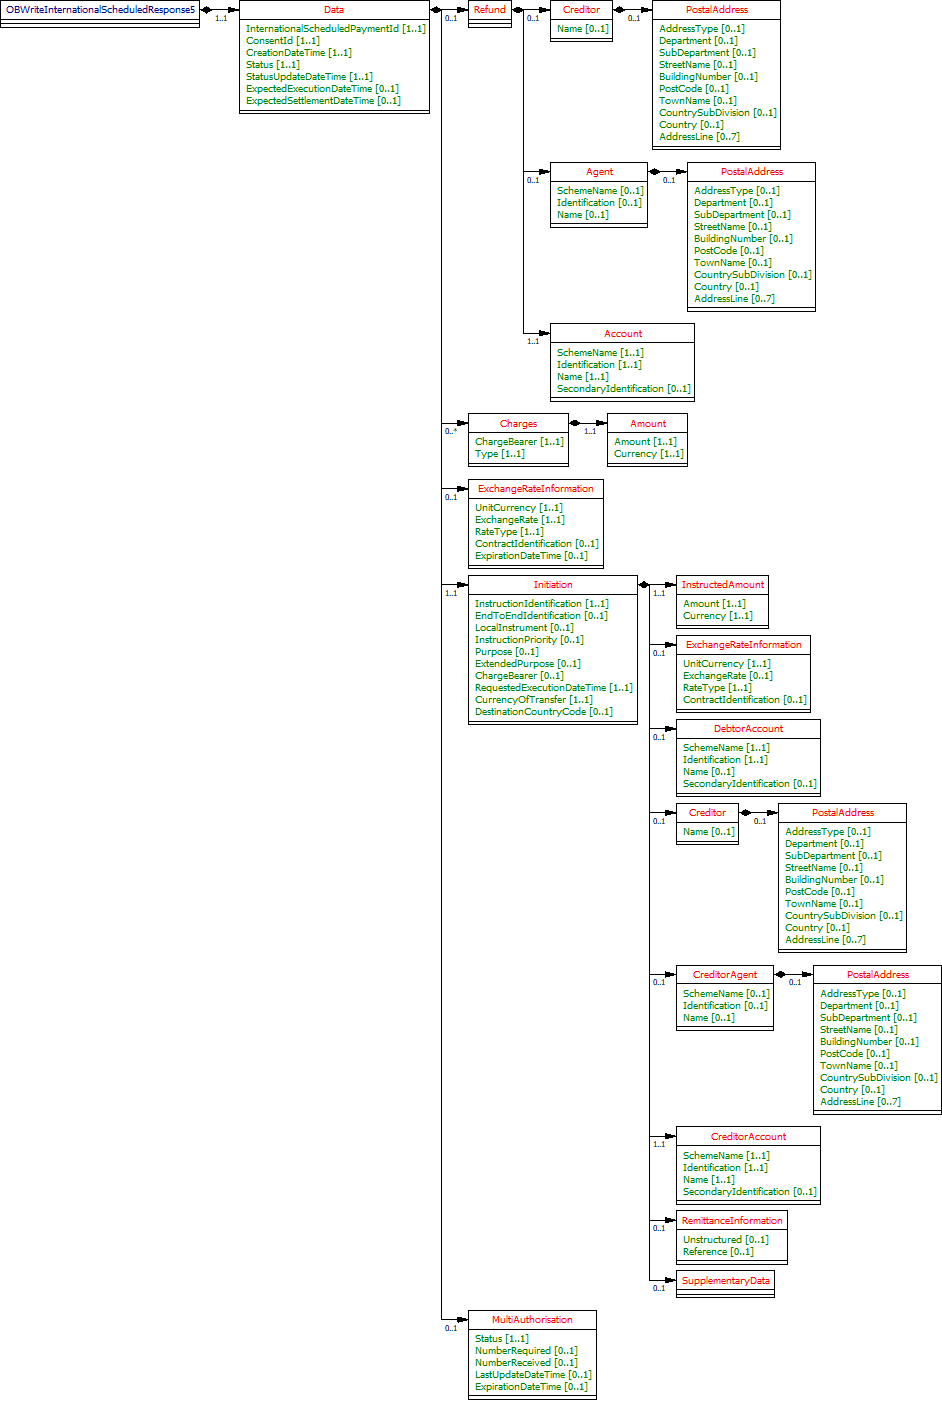 OBWriteInternationalScheduledResponse5
1..1
Data
InternationalScheduledPaymentId [1..1]
ConsentId [1..1]
CreationDateTime [1..1]
Status [1..1]
StatusUpdateDateTime [1..1]
ExpectedExecutionDateTime [0..1]
ExpectedSettlementDateTime [0..1]
0..1
Refund
0..1
Creditor
Name [0..1]
0..1
PostalAddress
AddressType [0..1]
Department [0..1]
SubDepartment [0..1]
StreetName [0..1]
BuildingNumber [0..1]
PostCode [0..1]
TownName [0..1]
CountrySubDivision [0..1]
Country [0..1]
AddressLine [0..7]
0..1
Agent
SchemeName [0..1]
Identification [0..1]
Name [0..1]
0..1
PostalAddress
AddressType [0..1]
Department [0..1]
SubDepartment [0..1]
StreetName [0..1]
BuildingNumber [0..1]
PostCode [0..1]
TownName [0..1]
CountrySubDivision [0..1]
Country [0..1]
AddressLine [0..7]
1..1
Account
SchemeName [1..1]
Identification [1..1]
Name [1..1]
SecondaryIdentification [0..1]
0..*
Charges
ChargeBearer [1..1]
Type [1..1]
1..1
Amount
Amount [1..1]
Currency [1..1]
0..1
ExchangeRateInformation
UnitCurrency [1..1]
ExchangeRate [1..1]
RateType [1..1]
ContractIdentification [0..1]
ExpirationDateTime [0..1]
1..1
Initiation
InstructionIdentification [1..1]
EndToEndIdentification [0..1]
LocalInstrument [0..1]
InstructionPriority [0..1]
Purpose [0..1]
ExtendedPurpose [0..1]
ChargeBearer [0..1]
RequestedExecutionDateTime [1..1]
CurrencyOfTransfer [1..1]
DestinationCountryCode [0..1]
1..1
InstructedAmount
Amount [1..1]
Currency [1..1]
0..1
ExchangeRateInformation
UnitCurrency [1..1]
ExchangeRate [0..1]
RateType [1..1]
ContractIdentification [0..1]
0..1
DebtorAccount
SchemeName [1..1]
Identification [1..1]
Name [0..1]
SecondaryIdentification [0..1]
0..1
Creditor
Name [0..1]
0..1
PostalAddress
AddressType [0..1]
Department [0..1]
SubDepartment [0..1]
StreetName [0..1]
BuildingNumber [0..1]
PostCode [0..1]
TownName [0..1]
CountrySubDivision [0..1]
Country [0..1]
AddressLine [0..7]
0..1
CreditorAgent
SchemeName [0..1]
Identification [0..1]
Name [0..1]
0..1
PostalAddress
AddressType [0..1]
Department [0..1]
SubDepartment [0..1]
StreetName [0..1]
BuildingNumber [0..1]
PostCode [0..1]
TownName [0..1]
CountrySubDivision [0..1]
Country [0..1]
AddressLine [0..7]
1..1
CreditorAccount
SchemeName [1..1]
Identification [1..1]
Name [1..1]
SecondaryIdentification [0..1]
0..1
RemittanceInformation
Unstructured [0..1]
Reference [0..1]
0..1
SupplementaryData
0..1
MultiAuthorisation
Status [1..1]
NumberRequired [0..1]
NumberReceived [0..1]
LastUpdateDateTime [0..1]
ExpirationDateTime [0..1]